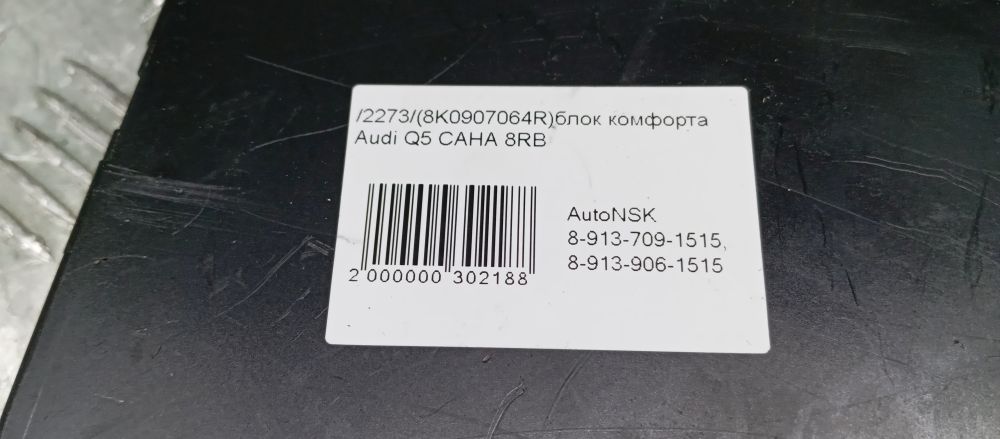 /2273/(8K0907064R)блок комфорта
Audi Q5 CAHA 8RB
AutoNSK
8-913-709-1515,
8-913-906-1515
2 000000 302188